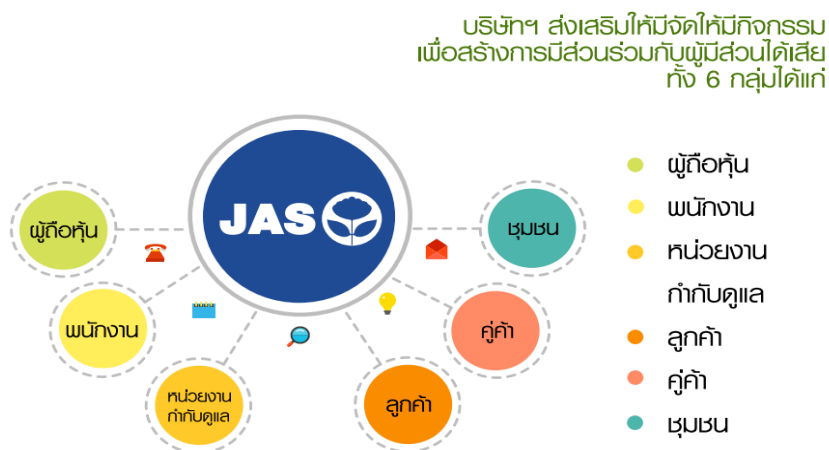 บริษัทฯ ส่งเสริมให้มีจัดให้มีกิจกรรม
เพื่อสร้างการมีส่วนร่วมกับผู้มีส่วนได้เสีย
ทั้ง 6 กลุ่มได้แก่
JAS
ผู้ถือหุ้น
พนักงาน
หน่วยงาน
กำกับดูแล
ลูกค้า
คู่ค้า
ชุมชน
ผู้ถือหุ้น
พนักงาน
หน่วยงาน
กำกับดูแล
ลูกค้า
คู่ค้า
ชุมชน